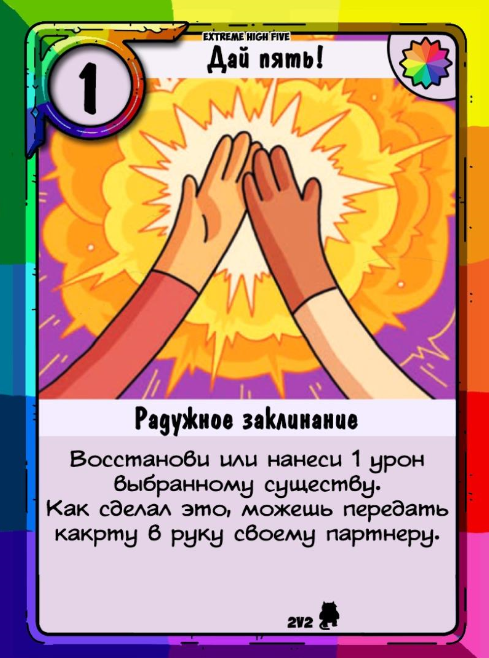 EXTREME HIGH FIVE
1
Дай пять!
Радужное заклинание
Восстанови или нанеси 1 урон
выбранному существу.
Как сделал это, можешь передать
какрту в руку своему партнеру.
2V2